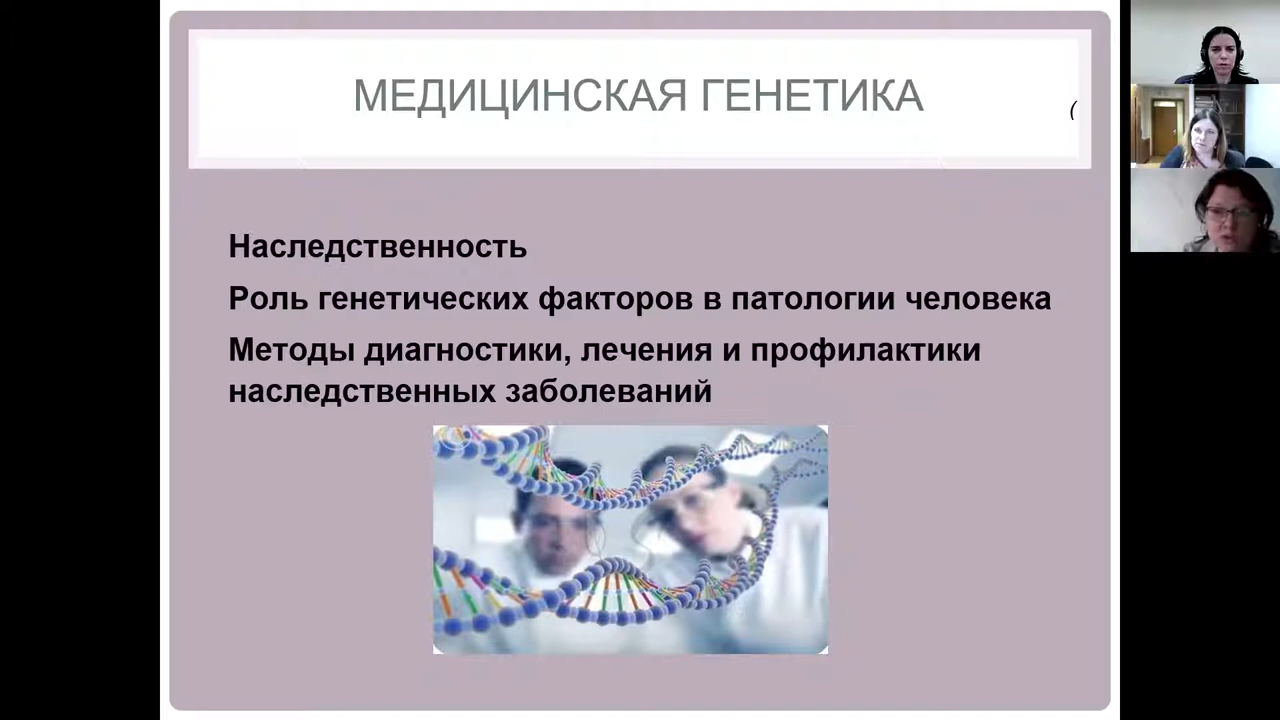 МЕДИЦИНСКАЯ ГЕНЕТИКА
(
Наследственность
Роль генетических факторов в патологии человека
Методы диагностики, лечения и профилактики
наследственных заболеваний